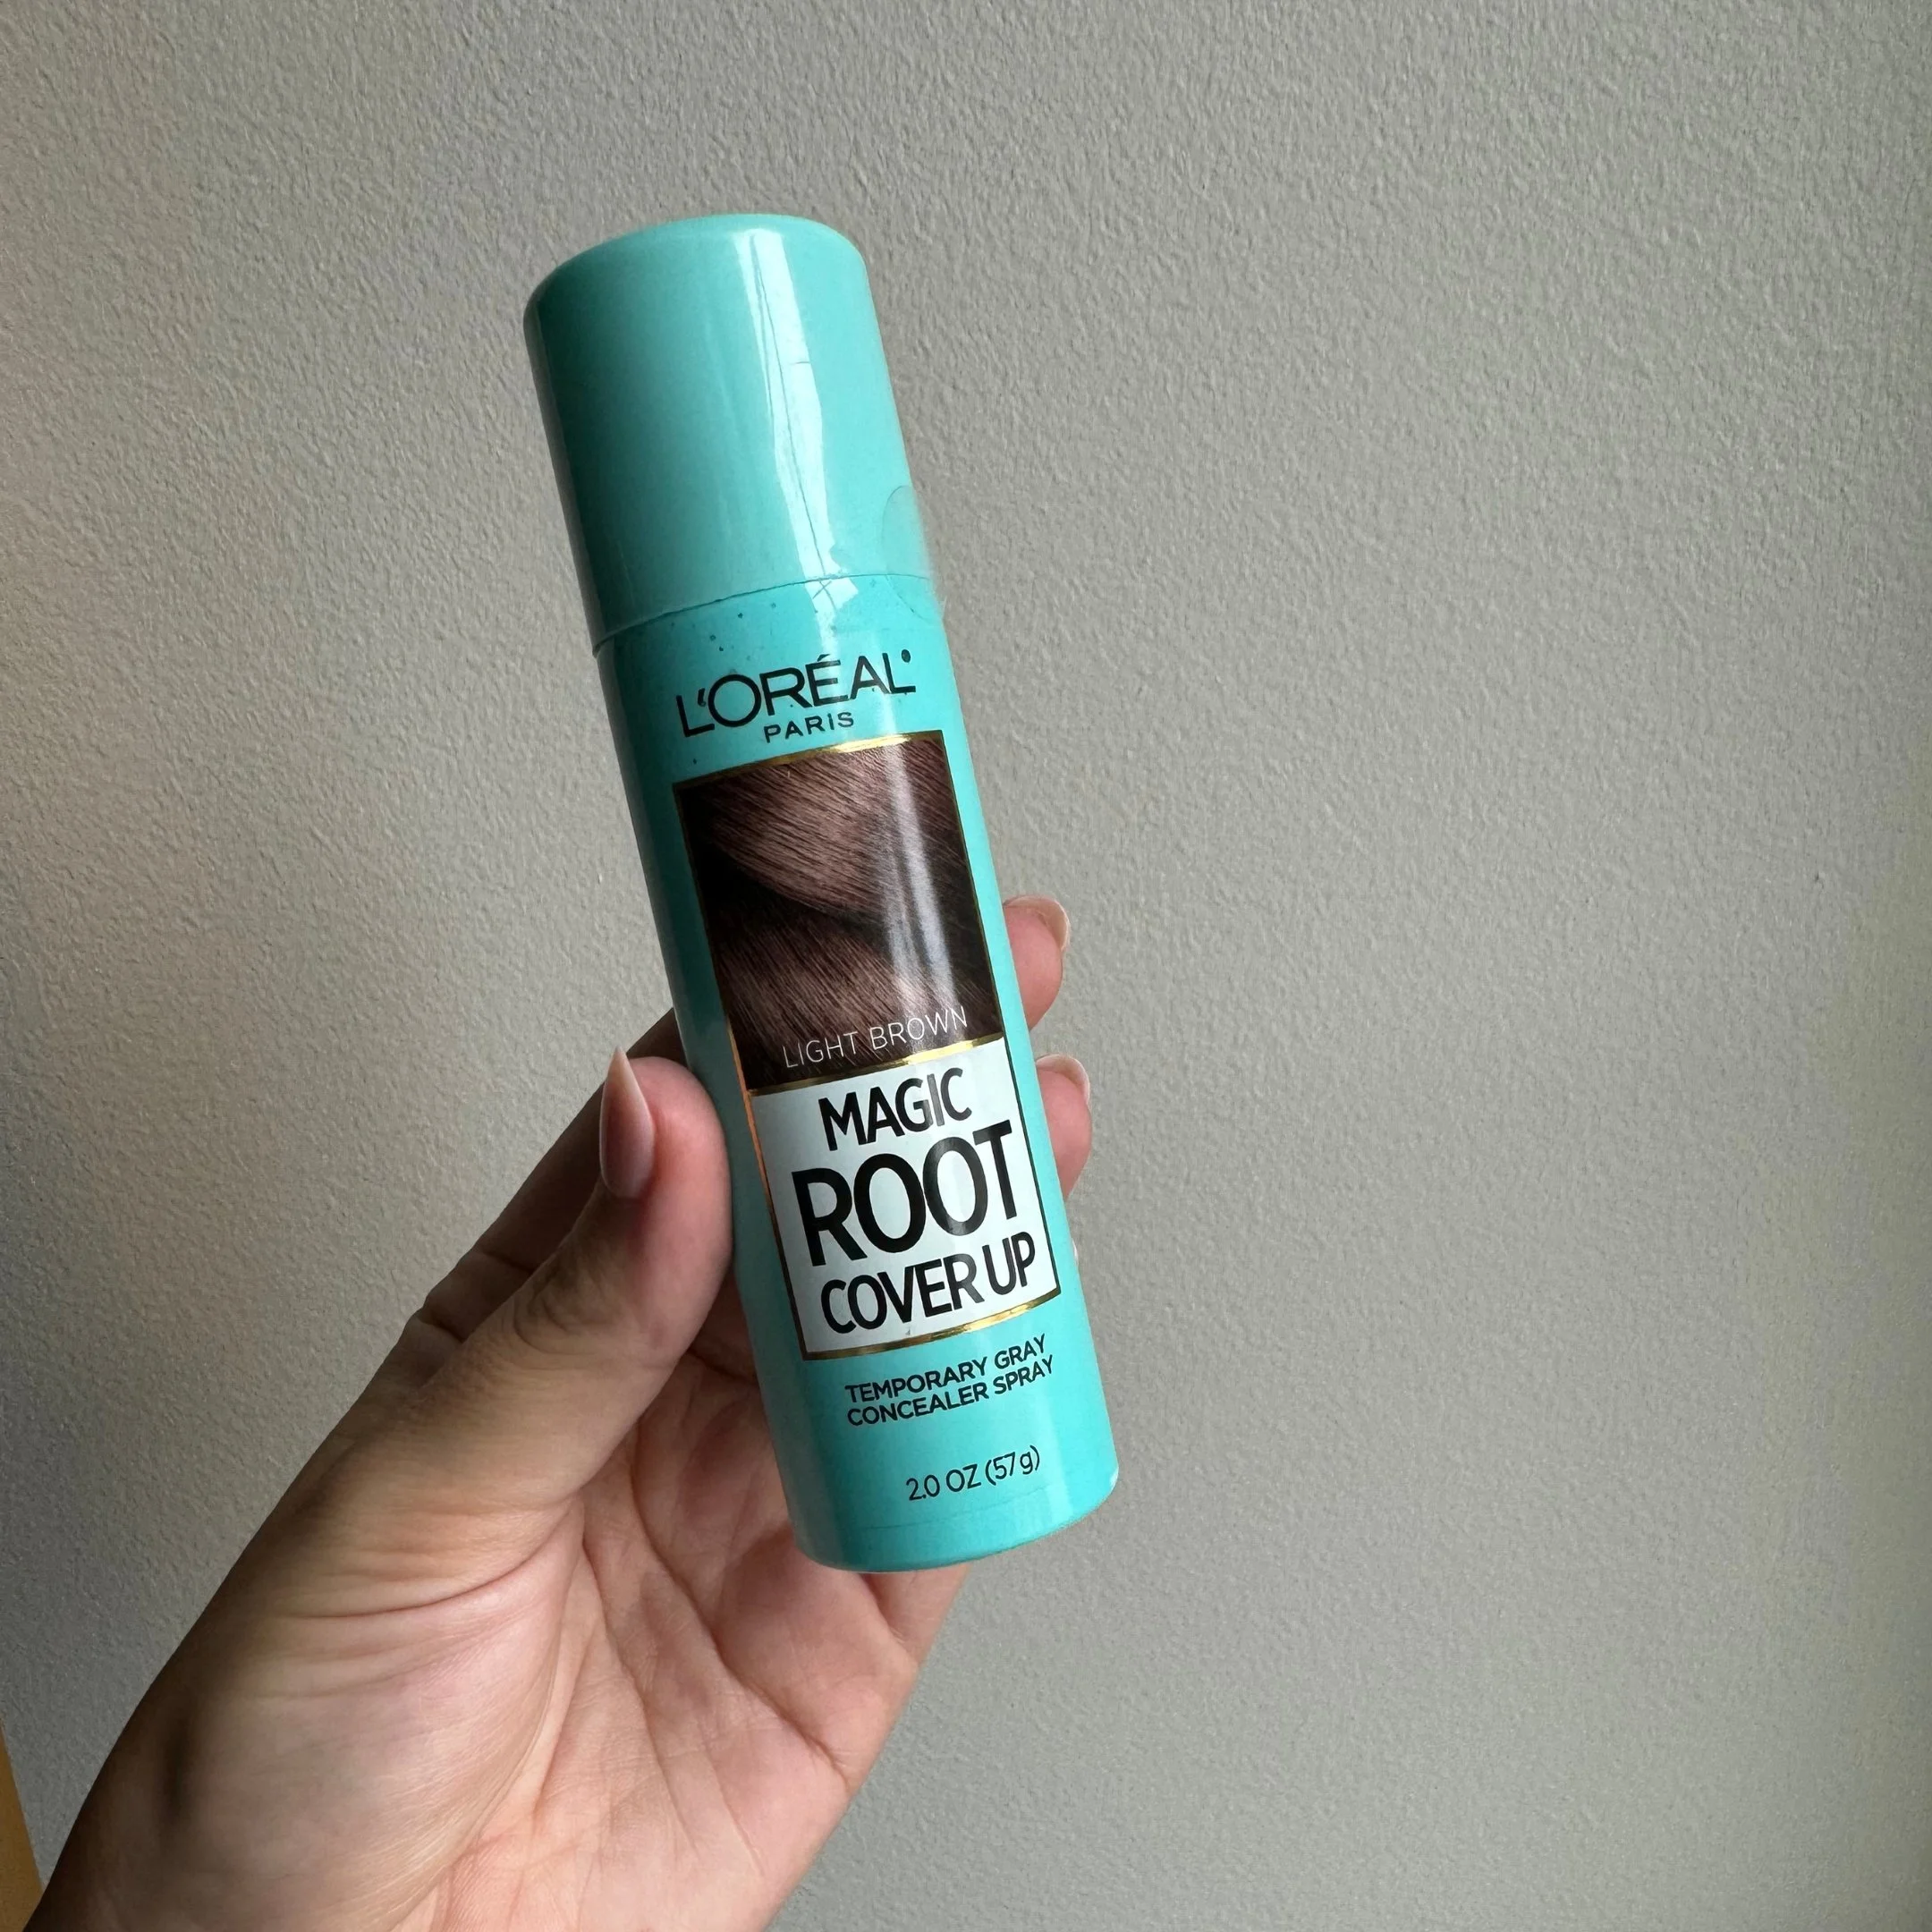 L'ORÉAL
PARIS
LIGHT BROWN
MAGIC
ROOT
COVER UP
TEMPORARY GRAY
CONCEALER SPRAY
2.0 OZ (57g)